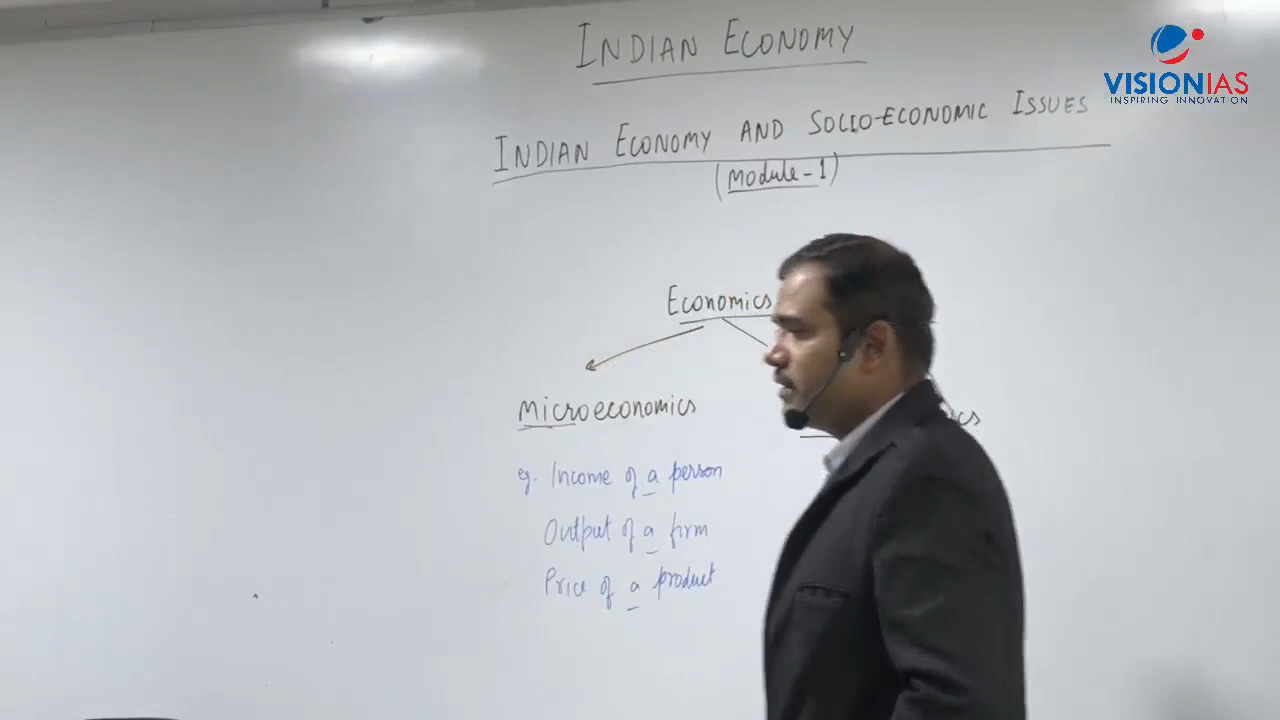 INDIAN ECONOMY
VISIONIAS
INSPIRING INNOVATION
INDIAN ECONOMY AND SOCIO-ECONOMIC ISSUES
(Module-1)
Economics
Microeconomics
eg. Income of a person
Output of a firm
Price of a product